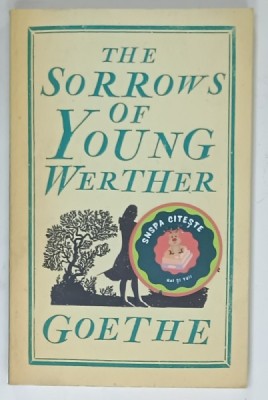 THE
SORROWS
OF
YOUNG
WERTHER
SNSPA CITEȘTE
GOETHE